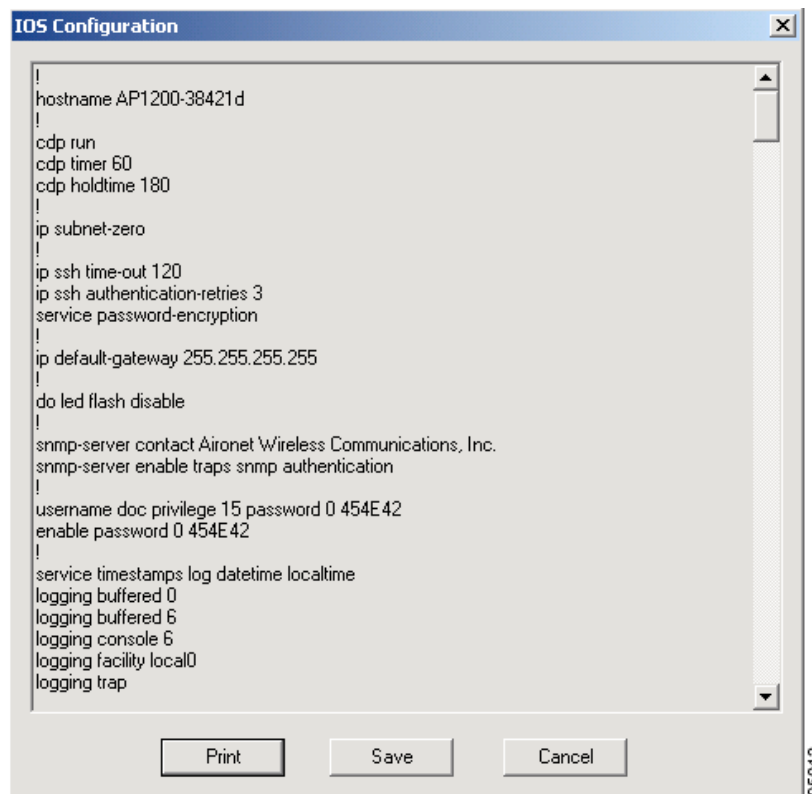 IOS Configuration
!
hostname AP1200-38421d
!
cdp run
cdp timer 60
cdp holdtime 180
!
ip subnet-zero
!
ip ssh time-out 120
ip ssh authentication-retries 3
service password-encryption
!
ip default-gateway 255.255.255.255
!
do led flash disable
!
snmp-server contact Aironet Wireless Communications, Inc.
snmp-server enable traps snmp authentication
!
username doc privilege 15 password 0 454E42
enable password 0 454E42
!
service timestamps log datetime localtime
logging buffered 0
logging buffered 6
logging console 6
logging facility local0
logging trap
Print Save Cancel